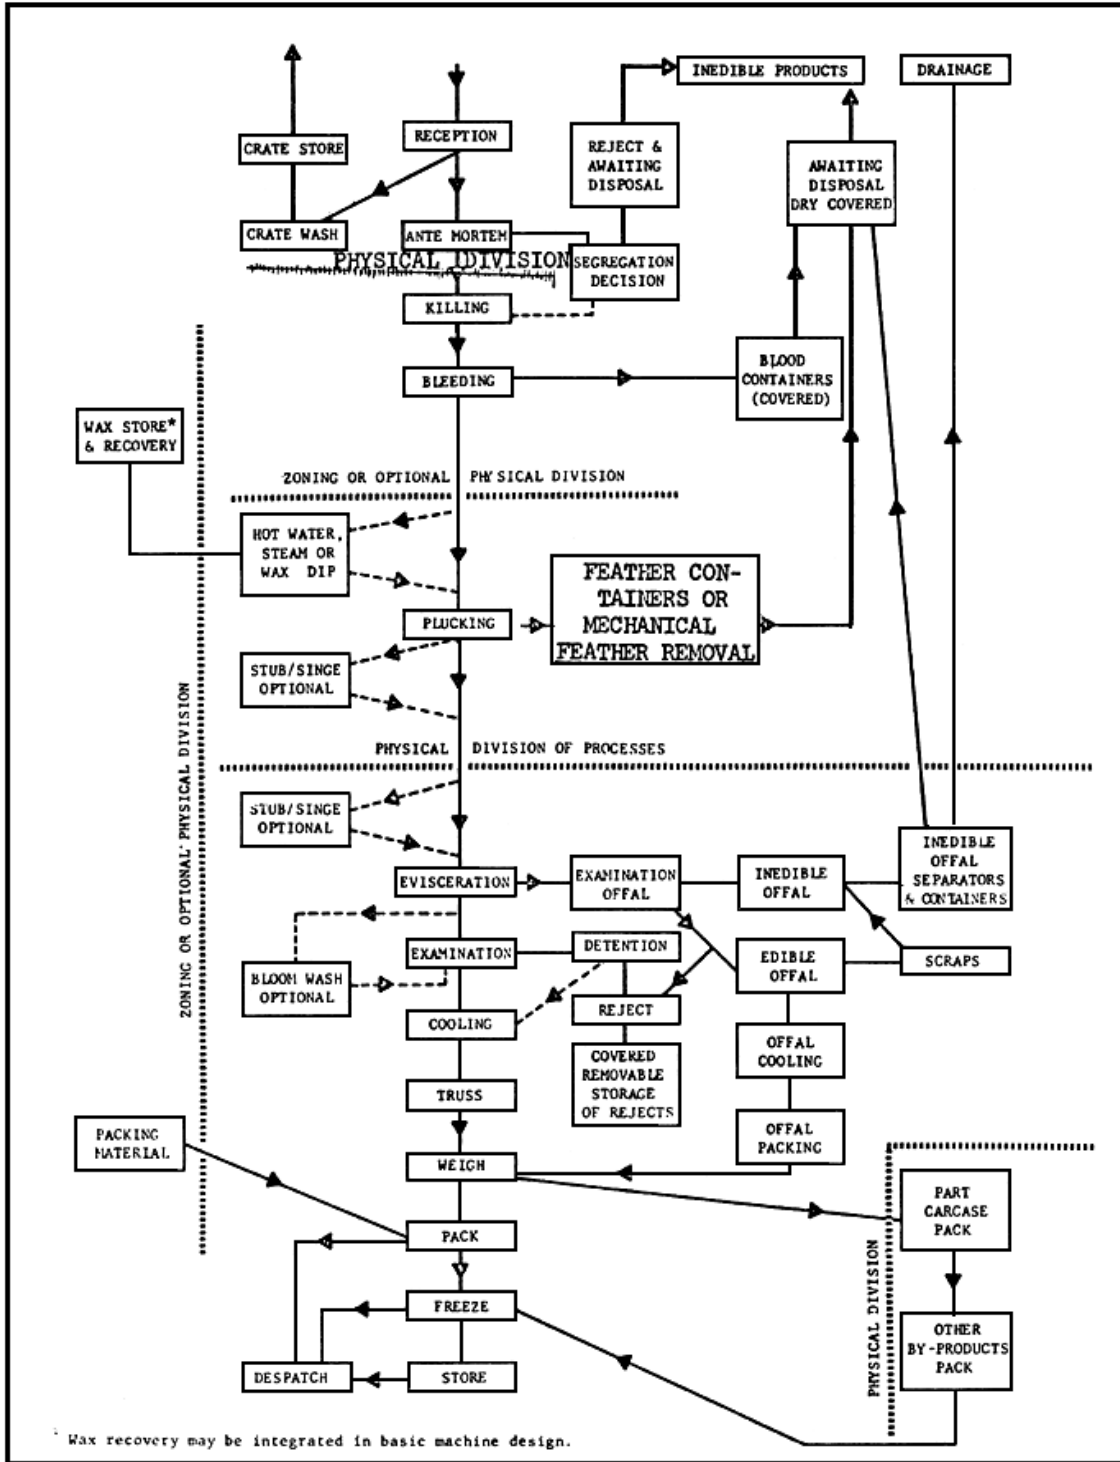 INEDIBLE PRODUCTS
DRAINAGE
RECEPTION
CRATE STORE
REJECT &
AWAITING
DISPOSAL
AWAITING
DISPOSAL
DRY COVERED
CRATE WASH
ANTE MORTEM
PHYSICAL DIVISION
SEGREGATION
DECISION
KILLING
BLEEDING
BLOOD
CONTAINERS
(COVERED)
WAX STORE*
& RECOVERY
ZONING OR OPTIONAL PHYSICAL DIVISION
HOT WATER,
STEAM OR
WAX DIP
FEATHER CON-
TAINERS OR
MECHANICAL
FEATHER REMOVAL
PLUCKING
STUB/SINGE
OPTIONAL
ZONING OR OPTIONAL PHYSICAL DIVISION
PHYSICAL DIVISION OF PROCESSES
STUB/SINGE
OPTIONAL
EVISCERATION
EXAMINATION
OFFAL
INEDIBLE
OFFAL
INEDIBLE
OFFAL
SEPARATORS
& CONTAINERS
EXAMINATION
DETENTION
EDIBLE
OFFAL
SCRAPS
BLOOM WASH
OPTIONAL
COOLING
REJECT
OFFAL
COOLING
COVERED
REMOVABLE
STORAGE
OF REJECTS
TRUSS
PACKING
MATERIAL
OFFAL
PACKING
WEIGH
PART
CARCASE
PACK
PACK
PHYSICAL DIVISION
FREEZE
OTHER
BY-PRODUCTS
PACK
DESPATCH
STORE
Wax recovery may be integrated in basic machine design.